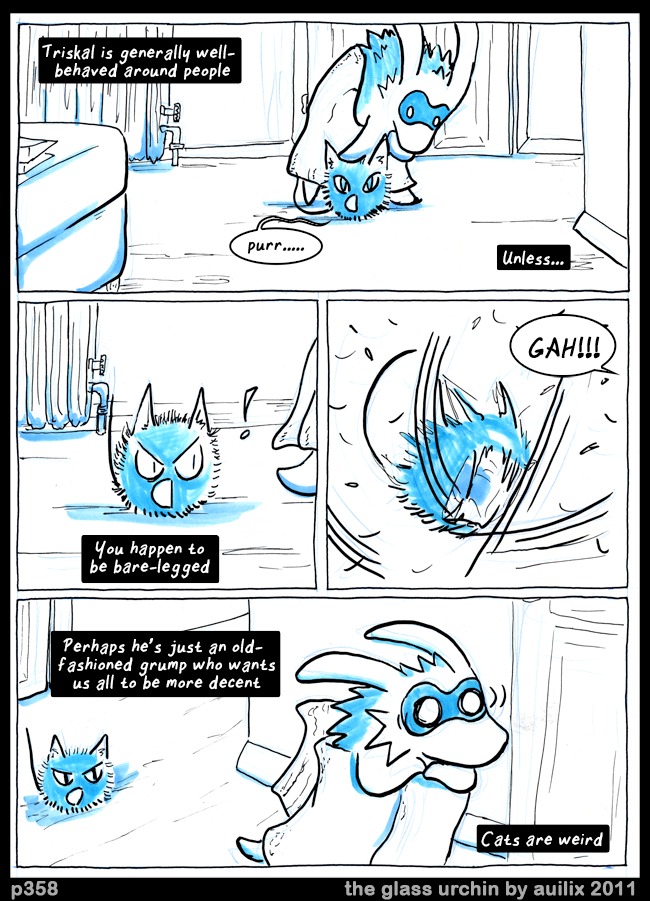 Triskal is generally well-
behaved around people
purr.....
Unless...
!
GAH!!!
You happen to
be bare-legged
Perhaps he's just an old-
fashioned grump who wants
us all to be more decent
Cats are weird
p358
the glass urchin by auilix 2011